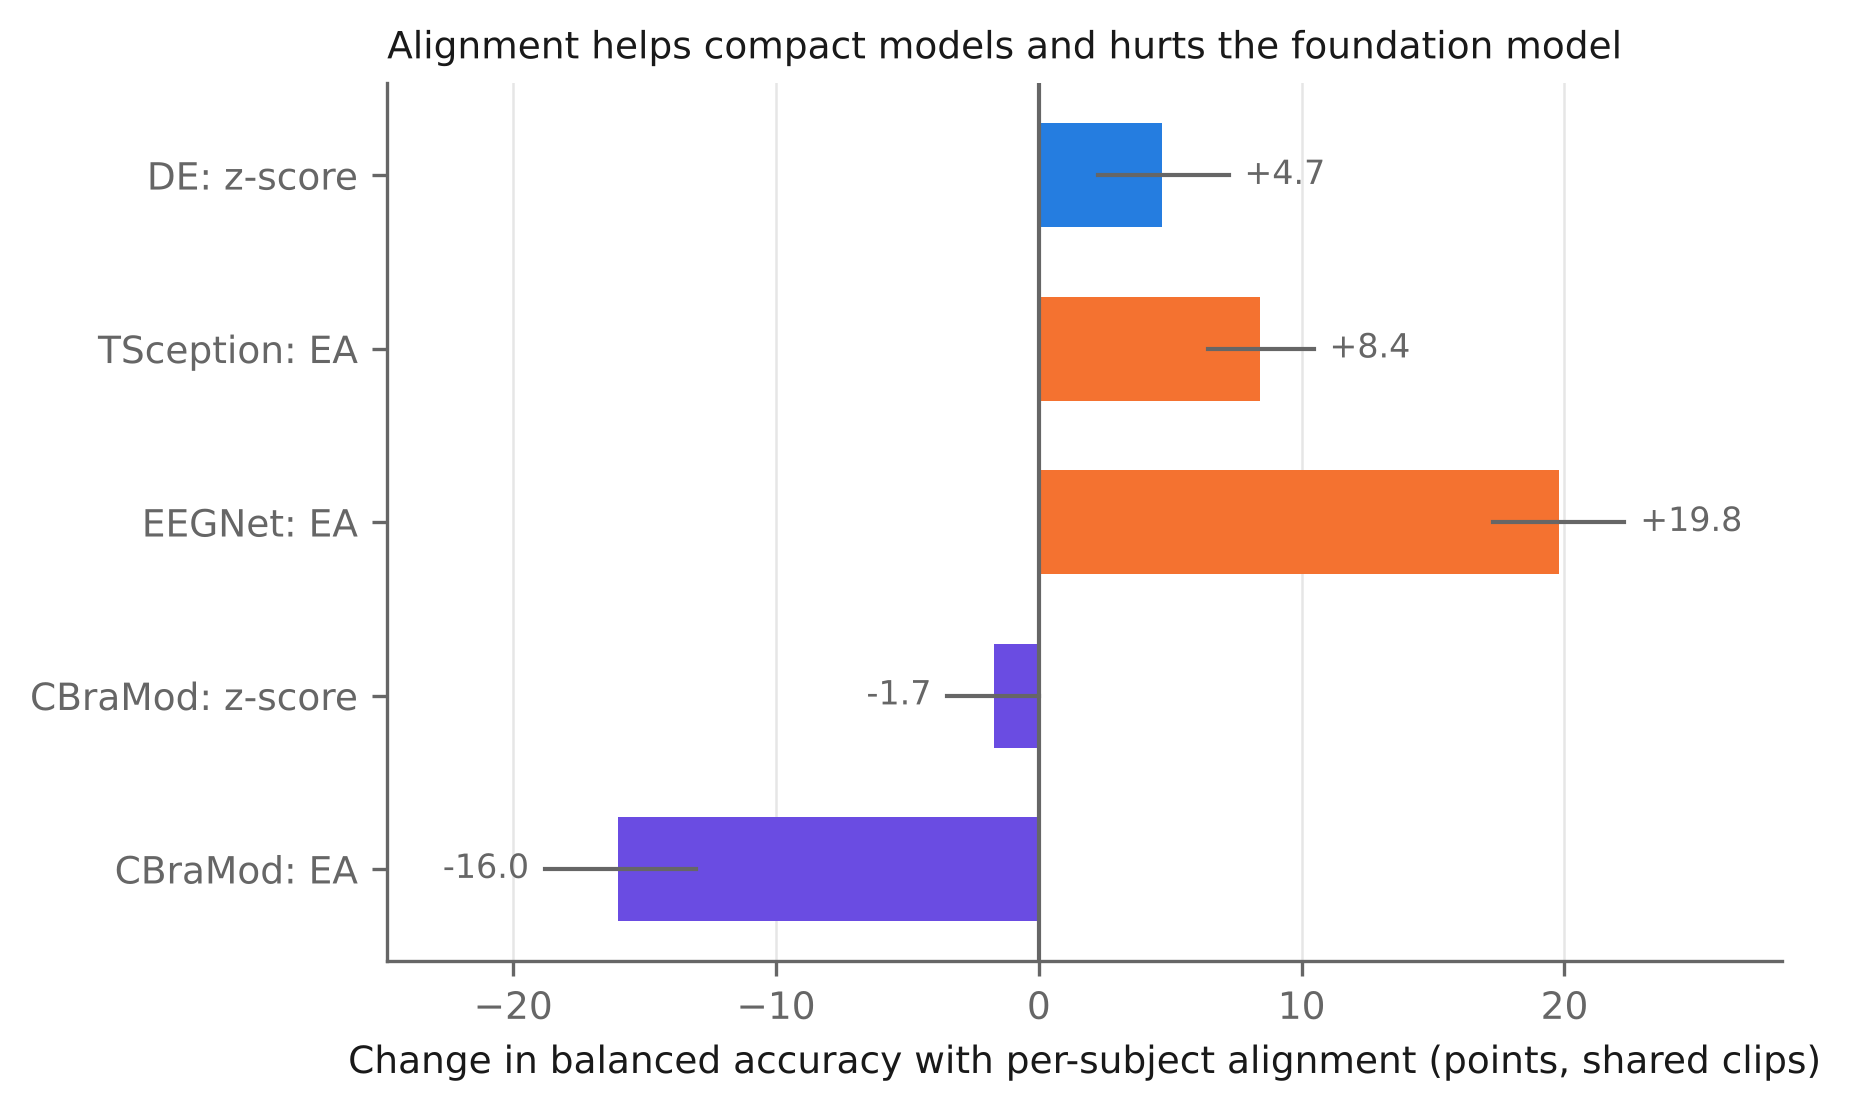 Alignment helps compact models and hurts the foundation model
DE: z-score
+4.7
TSception: EA
+8.4
EEGNet: EA
+19.8
CBraMod: z-score
-1.7
CBraMod: EA
-16.0
−20
−10
0
10
20
Change in balanced accuracy with per-subject alignment (points, shared clips)